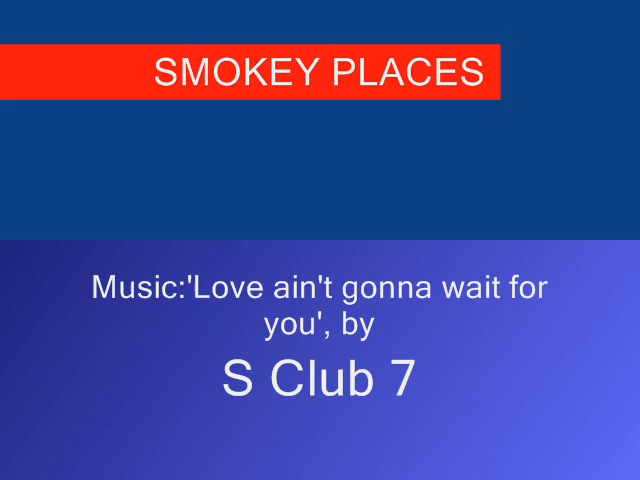 SMOKEY PLACES
Music:'Love ain't gonna wait for
you', by
S Club 7